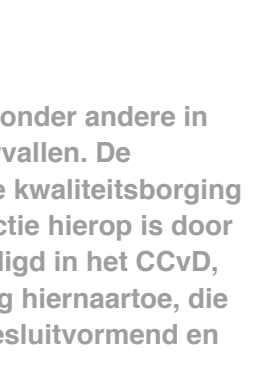 onder andere in
vallen. De
kwaliteitsborging
ctie hierop is door
ligd in het CCvD,
g hiernaartoe, die
esluitvormend en